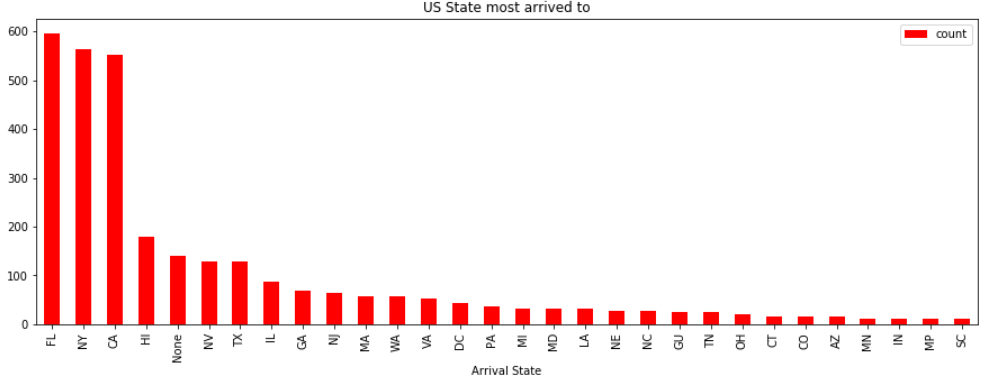 US State most arrived to
count
600
500
400
300
200
100
0
FL NY CA HI None NV TX IL GA NJ MA WA VA DC PA MI MD LA NE NC GU TN OH CT CO AZ MN IN MP SC
Arrival State